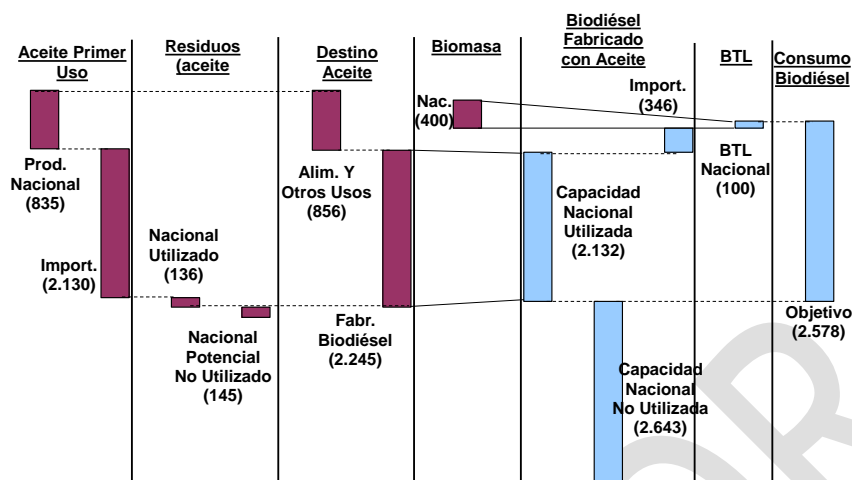 Aceite Primer
Uso
Residuos
(aceite
Destino
Aceite
Biomasa
Biodiésel
Fabricado
con Aceite
BTL
Consumo
Biodiésel
Prod.
Nacional
(835)
Import.
(2.130)
Nacional
Utilizado
(136)
Nacional
Potencial
No Utilizado
(145)
Alim. Y
Otros Usos
(856)
Fabr.
Biodiésel
(2.245)
Nac.
(400)
Import.
(346)
Capacidad
Nacional
Utilizada
(2.132)
Capacidad
Nacional
No Utilizada
(2.643)
BTL
Nacional
(100)
Objetivo
(2.578)